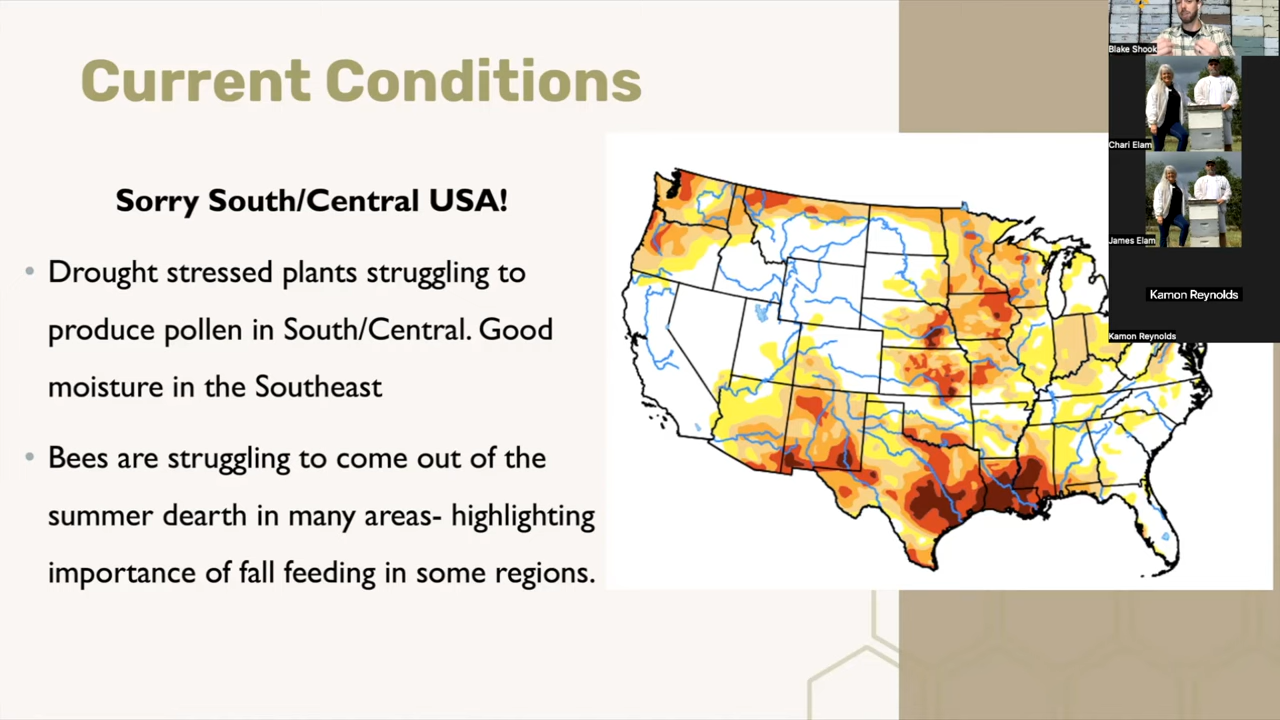 Current Conditions
Sorry South/Central USA!
• Drought stressed plants struggling to
produce pollen in South/Central. Good
moisture in the Southeast
• Bees are struggling to come out of the
summer dearth in many areas- highlighting
importance of fall feeding in some regions.
Blake Shook
Chari Elam
James Elam
Kamon Reynolds
Kamon Reynolds